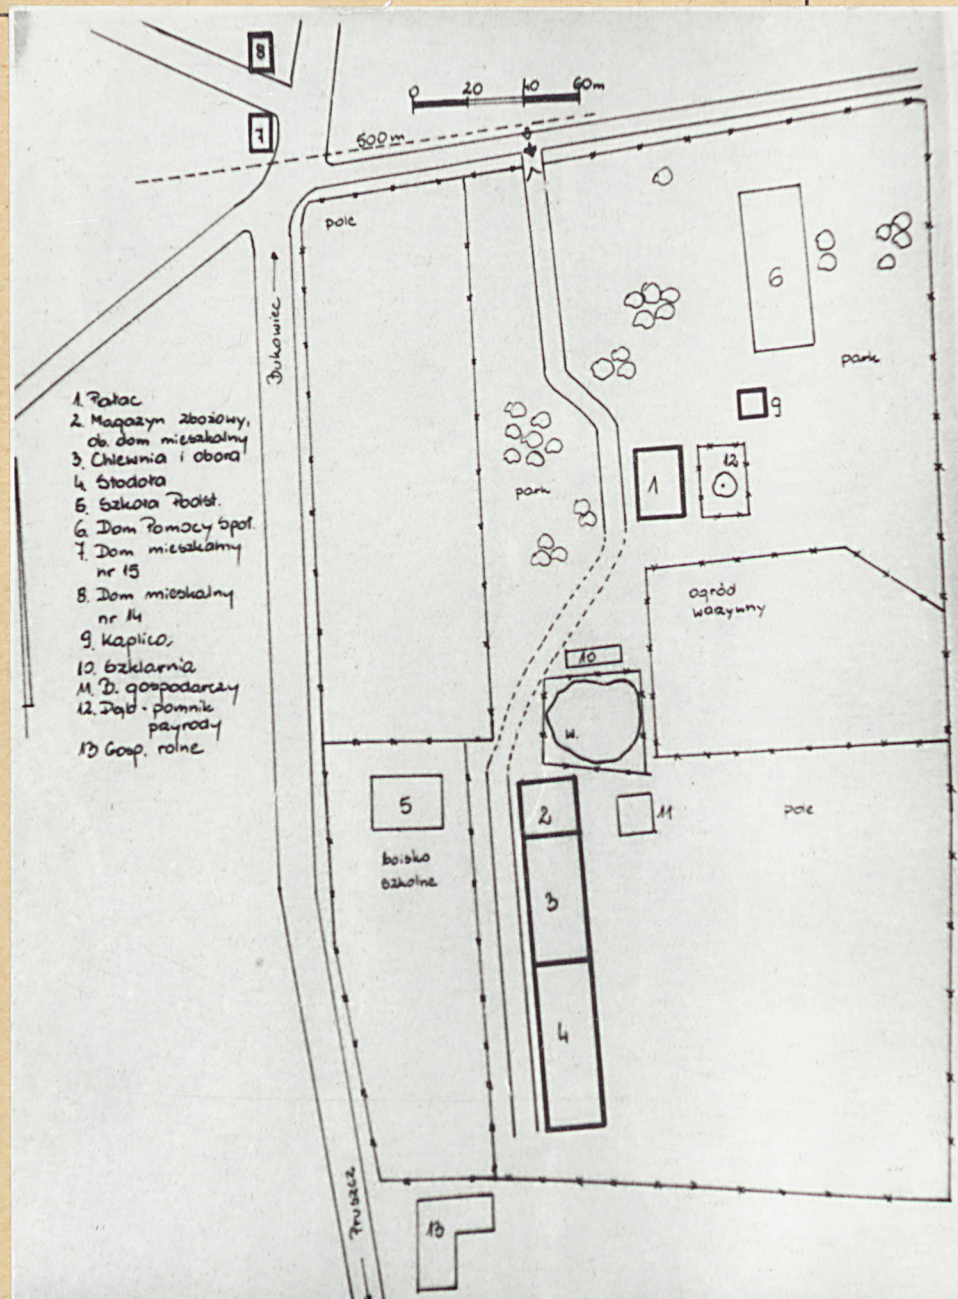 8
7
0 20 40 60m
500m
pole
Bukowiec
6
park
9
1. Pałac
2. Magazyn zbożowy,
ob. dom mieszkalny
3. Chlewnia i obora
4. Stodoła
5. Szkoła Podst.
6. Dom Pomocy Społ.
7. Dom mieszkalny
nr 15
8. Dom mieszkalny
nr 14
9. Kaplica
10. Szklarnia
11. B. gospodarczy
12. Dąb - pomnik
przyrody
13 Gosp. rolne
park
1
12
ogród
warzywny
10
w.
5
2
11
pole
boisko
szkolne
3
4
Pruszcz
13